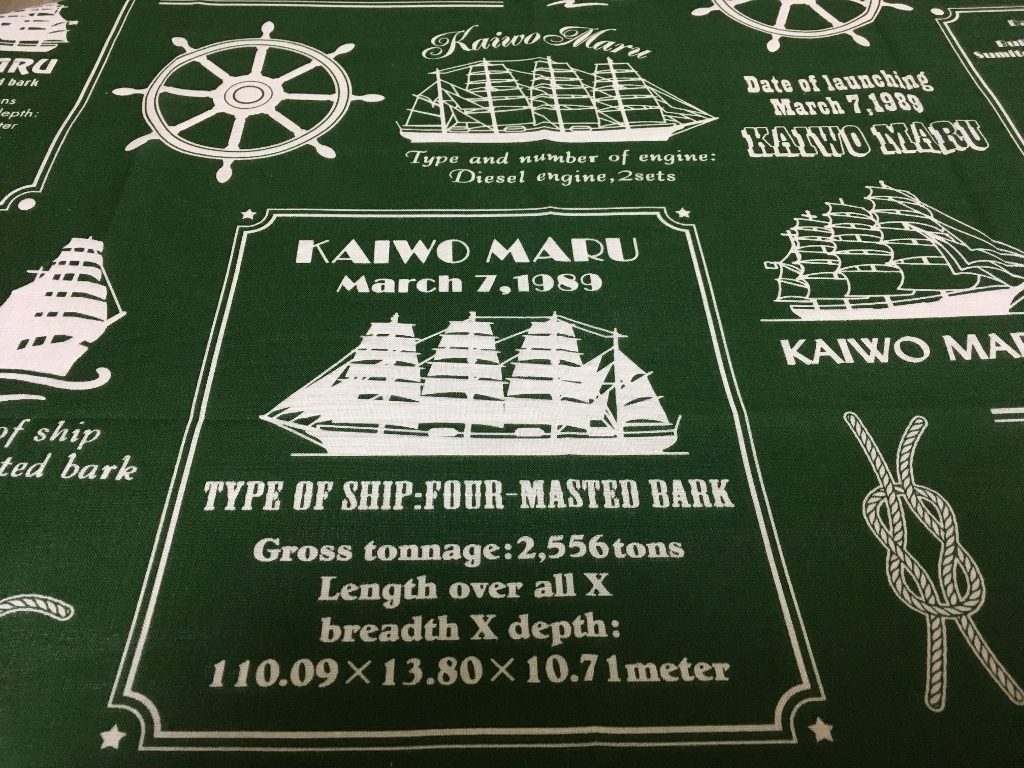 ARU
bark
depth:
Kaiwo Maru
Type and number of engine:
Diesel engine,2sets
Date of launching
March 7,1989
KAIWO MARU
KAIWO MARU
March 7,1989
TYPE OF SHIP:FOUR-MASTED BARK
Gross tonnage:2,556tons
Length over all X
breadth X depth:
110.09×13.80×10.71meter
KAIWO MAR
of ship
ted bark